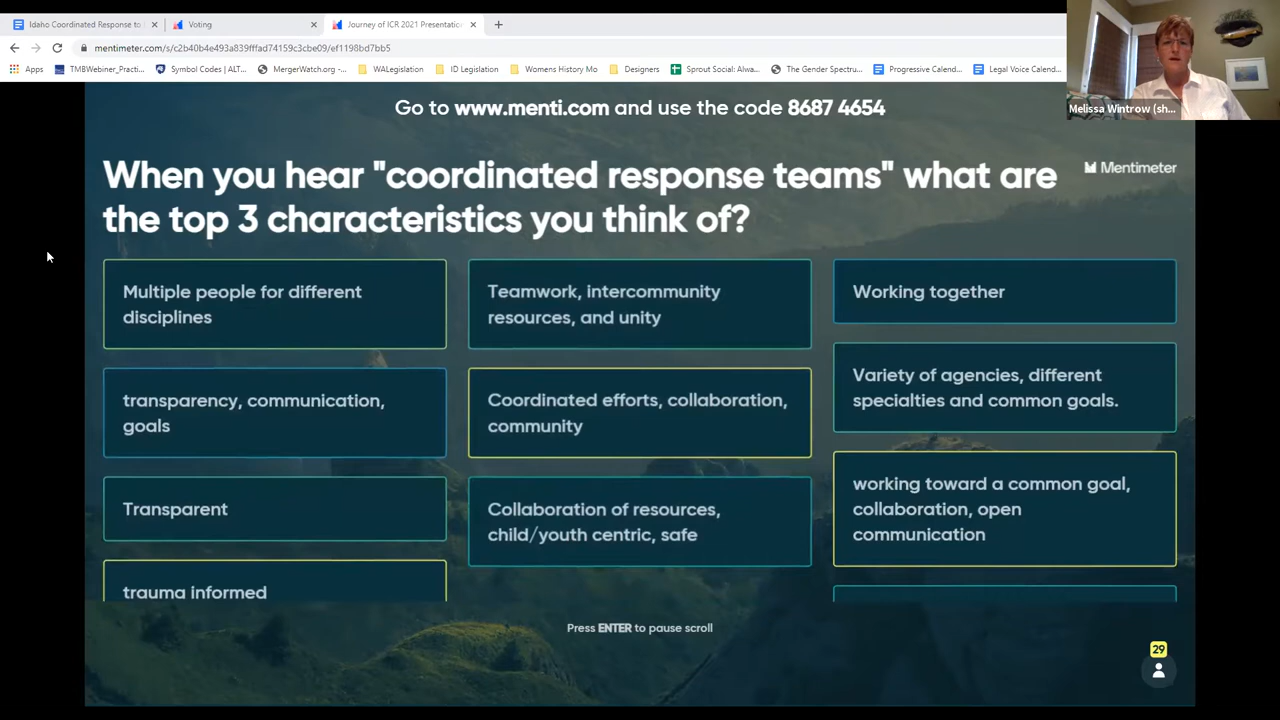 Idaho Coordinated Response to
Voting
Journey of ICR 2021 Presentatio
mentimeter.com/s/c2b40b4e493a839fffad74159c3cbe09/ef1198bd7bb5
Apps
TMBWebiner_Practi...
Symbol Codes | ALT...
MergerWatch.org -...
WALegislation
ID Legislation
Womens History Mo
Designers
Sprout Social: Alwa...
The Gender Spectru...
Progressive Calend...
Legal Voice Calend...
Melissa Wintrow (sh...
Go to www.menti.com and use the code 8687 4654
Mentimeter
When you hear "coordinated response teams" what are
the top 3 characteristics you think of?
Multiple people for different
disciplines
transparency, communication,
goals
Transparent
trauma informed
Teamwork, intercommunity
resources, and unity
Coordinated efforts, collaboration,
community
Collaboration of resources,
child/youth centric, safe
Working together
Variety of agencies, different
specialties and common goals.
working toward a common goal,
collaboration, open
communication
Press ENTER to pause scroll
29